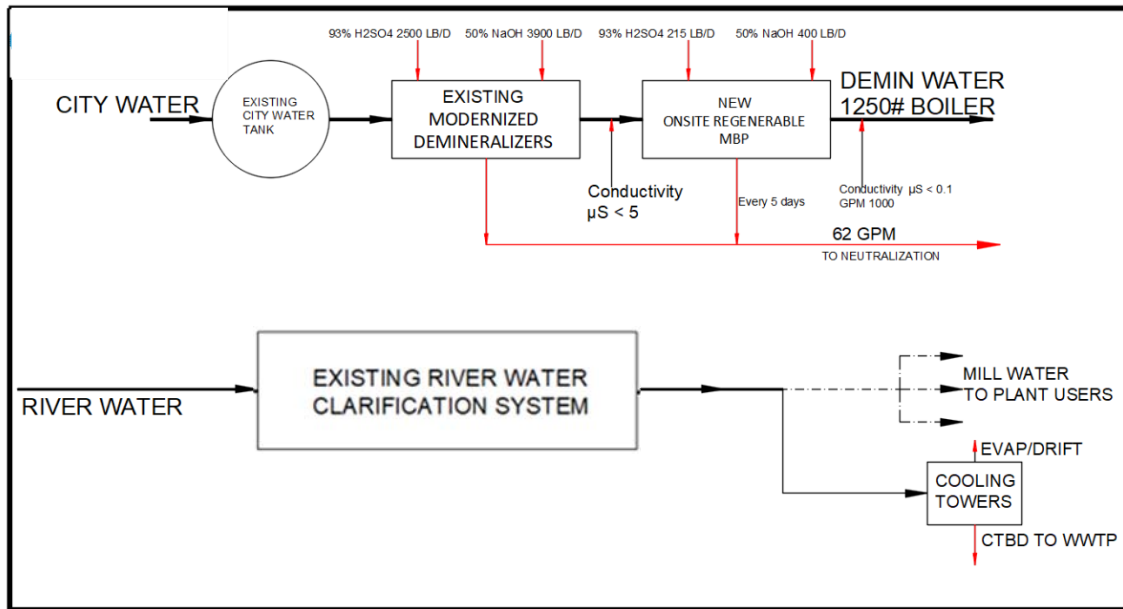 93% H2SO4 2500 LB/D
50% NaOH 3900 LB/D
93% H2SO4 215 LB/D
50% NaOH 400 LB/D
CITY WATER
EXISTING
CITY WATER
TANK
EXISTING
MODERNIZED
DEMINERALIZERS
NEW
ONSITE REGENERABLE
MBP
DEMIN WATER
1250# BOILER
Conductivity
µS < 5
Every 5 days
Conductivity µS < 0.1
GPM 1000
62 GPM
TO NEUTRALIZATION
RIVER WATER
EXISTING RIVER WATER
CLARIFICATION SYSTEM
MILL WATER
TO PLANT USERS
EVAP/DRIFT
COOLING
TOWERS
CTBD TO WWTP